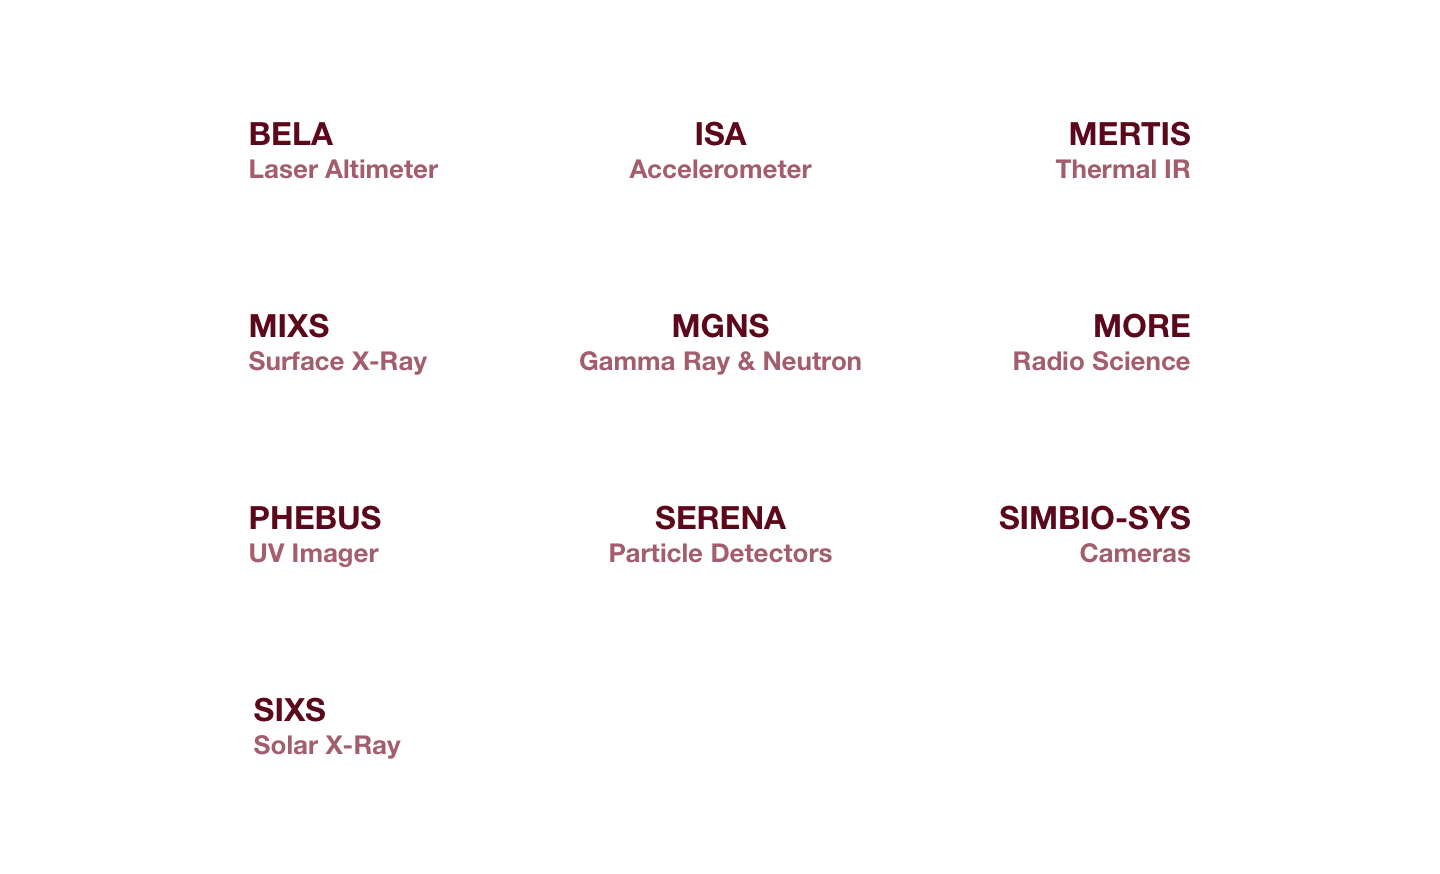 BELA
Laser Altimeter
ISA
Accelerometer
MERTIS
Thermal IR
MIXS
Surface X-Ray
MGNS
Gamma Ray & Neutron
MORE
Radio Science
PHEBUS
UV Imager
SERENA
Particle Detectors
SIMBIO-SYS
Cameras
SIXS
Solar X-Ray